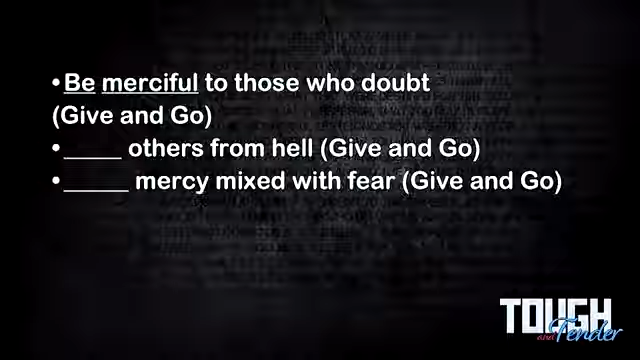 • Be merciful to those who doubt
(Give and Go)
• _____ others from hell (Give and Go)
• ______ mercy mixed with fear (Give and Go)
TOUGH
and Tender